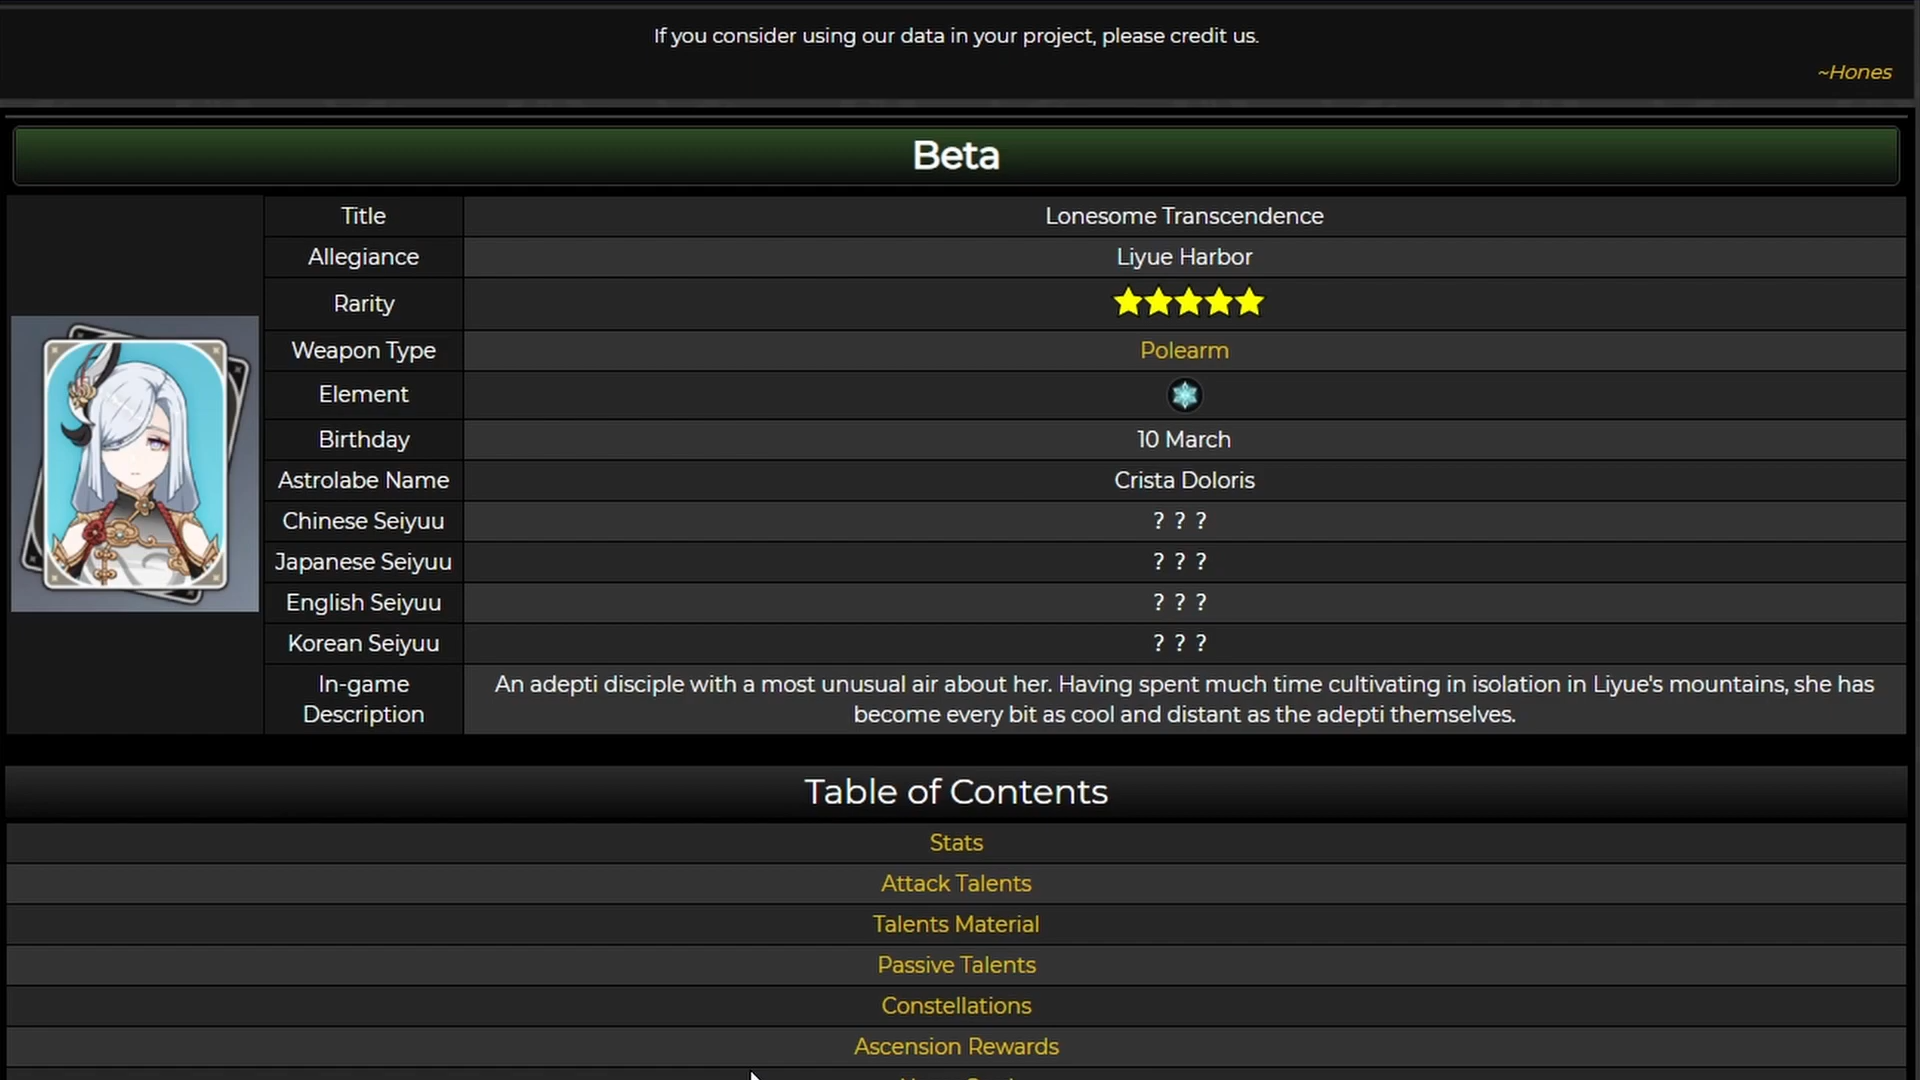 If you consider using our data in your project, please credit us.
~Hones
Beta
Title
Lonesome Transcendence
Allegiance
Liyue Harbor
Rarity
Weapon Type
Polearm
Element
Birthday
10 March
Astrolabe Name
Crista Doloris
Chinese Seiyuu
? ? ?
Japanese Seiyuu
? ? ?
English Seiyuu
? ? ?
Korean Seiyuu
? ? ?
In-game
Description
An adepti disciple with a most unusual air about her. Having spent much time cultivating in isolation in Liyue's mountains, she has
become every bit as cool and distant as the adepti themselves.
Table of Contents
Stats
Attack Talents
Talents Material
Passive Talents
Constellations
Ascension Rewards